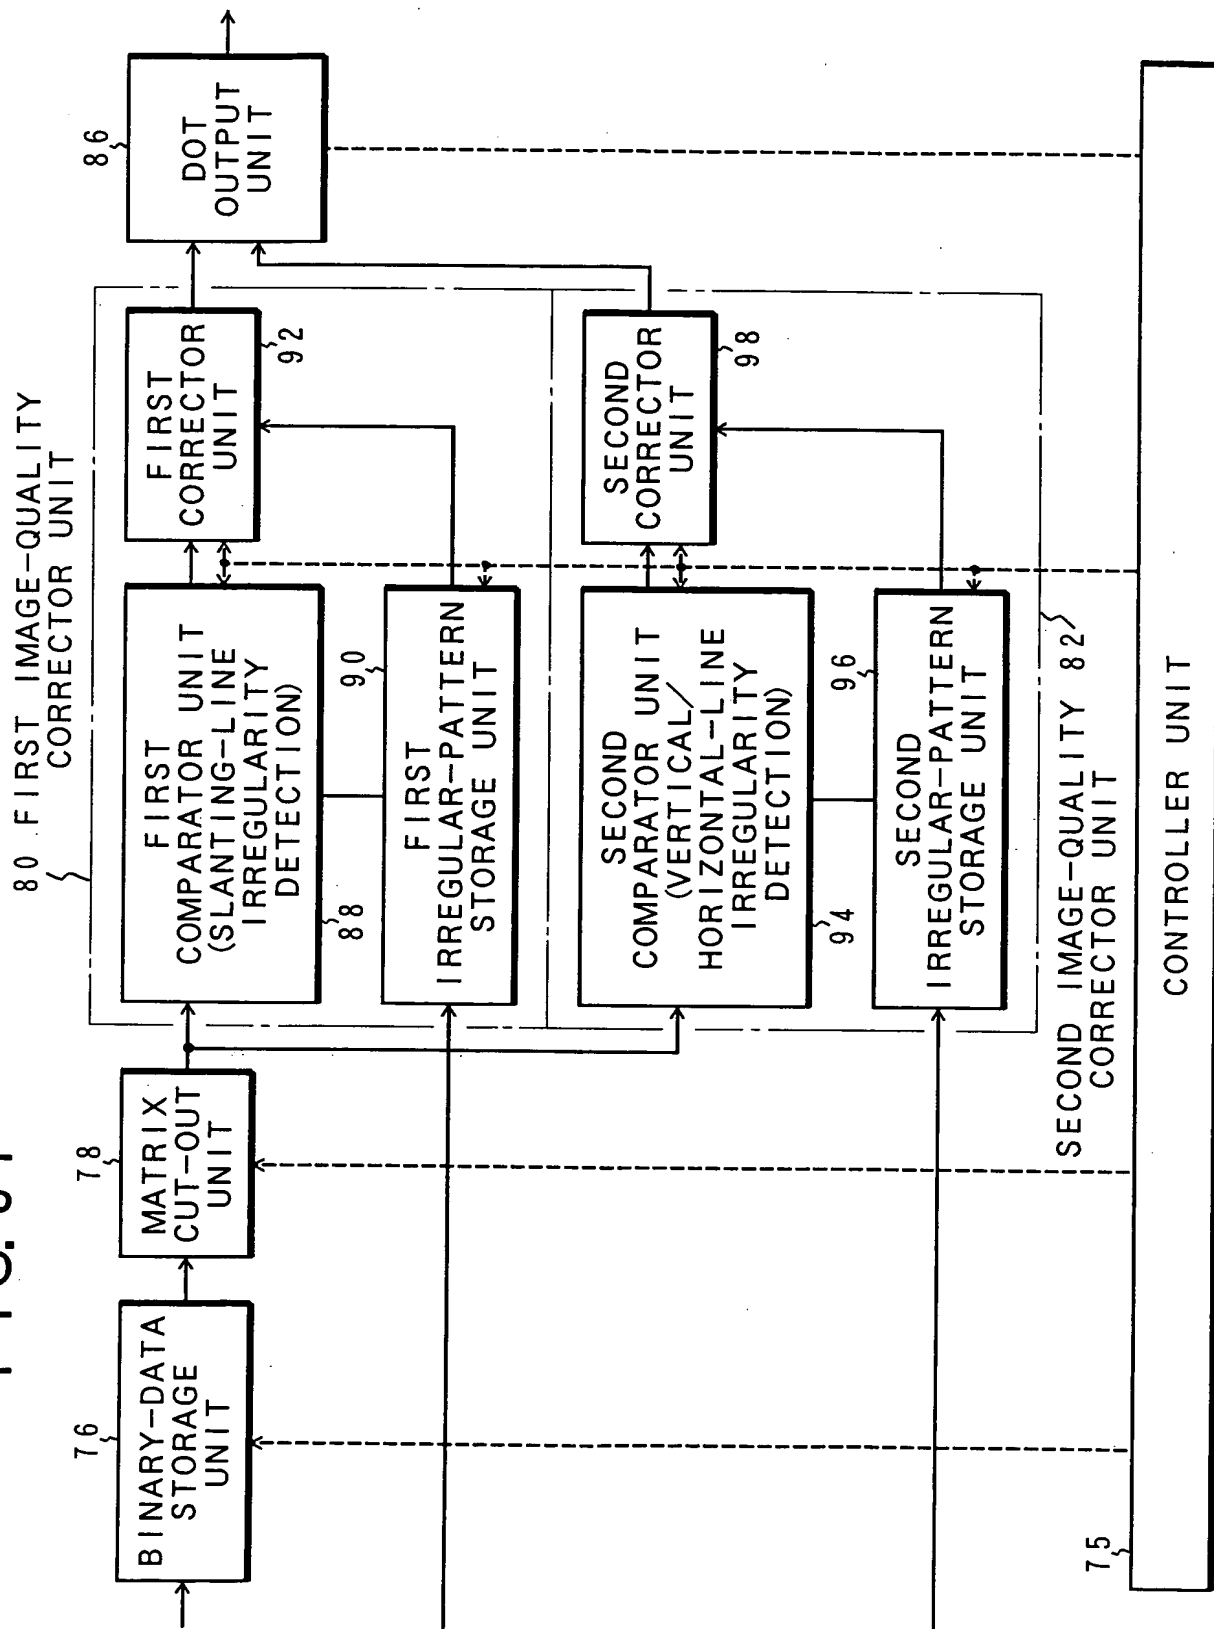 80 FIRST IMAGE-QUALITY
CORRECTOR UNIT
76
BINARY-DATA
STORAGE
UNIT
78
MATRIX
CUT-OUT
UNIT
FIRST
COMPARATOR UNIT
(SLANTING-LINE
IRREGULARITY
DETECTION)
88
FIRST
CORRECTOR
UNIT
92
86
DOT
OUTPUT
UNIT
90
FIRST
IRREGULAR-PATTERN
STORAGE UNIT
SECOND
COMPARATOR UNIT
(VERTICAL/
HORIZONTAL-LINE
IRREGULARITY
DETECTION)
94
SECOND
CORRECTOR
UNIT
98
96
SECOND
IRREGULAR-PATTERN
STORAGE UNIT
SECOND IMAGE-QUALITY 82
CORRECTOR UNIT
75
CONTROLLER UNIT